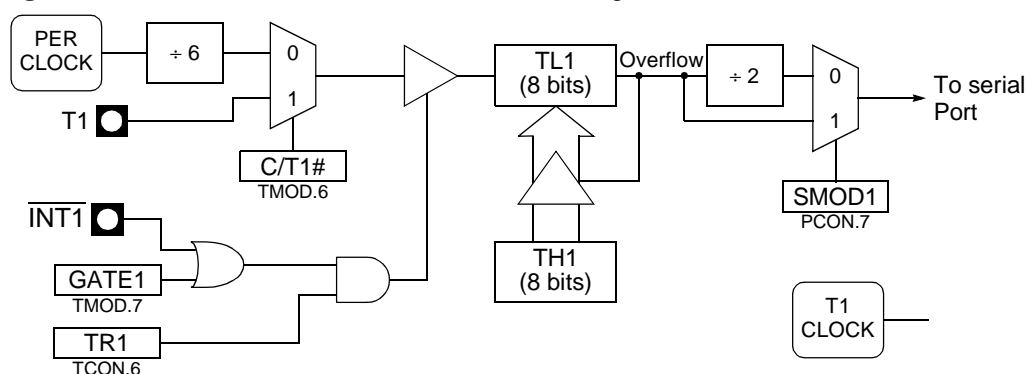 PER
CLOCK
÷ 6
0
1
T1
C/T1#
TMOD.6
INT1
GATE1
TMOD.7
TR1
TCON.6
TL1
(8 bits)
TH1
(8 bits)
Overflow
÷ 2
0
1
To serial
Port
SMOD1
PCON.7
T1
CLOCK